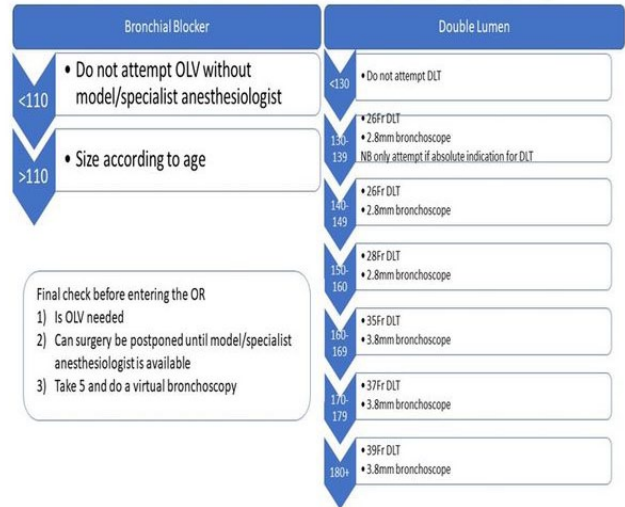 Bronchial Blocker
<110
• Do not attempt OLV without
model/specialist anesthesiologist
>110
• Size according to age
Final check before entering the OR
1) Is OLV needed
2) Can surgery be postponed until model/specialist
anesthesiologist is available
3) Take 5 and do a virtual bronchoscopy
Double Lumen
<130
• Do not attempt DLT
130-
139
• 26Fr DLT
• 2.8mm bronchoscope
NB only attempt if absolute indication for DLT
140-
149
• 26Fr DLT
• 2.8mm bronchoscope
150-
160
• 28Fr DLT
• 2.8mm bronchoscope
160-
169
• 35Fr DLT
• 3.8mm bronchoscope
170-
179
• 37Fr DLT
• 3.8mm bronchoscope
180+
• 39Fr DLT
• 3.8mm bronchoscope